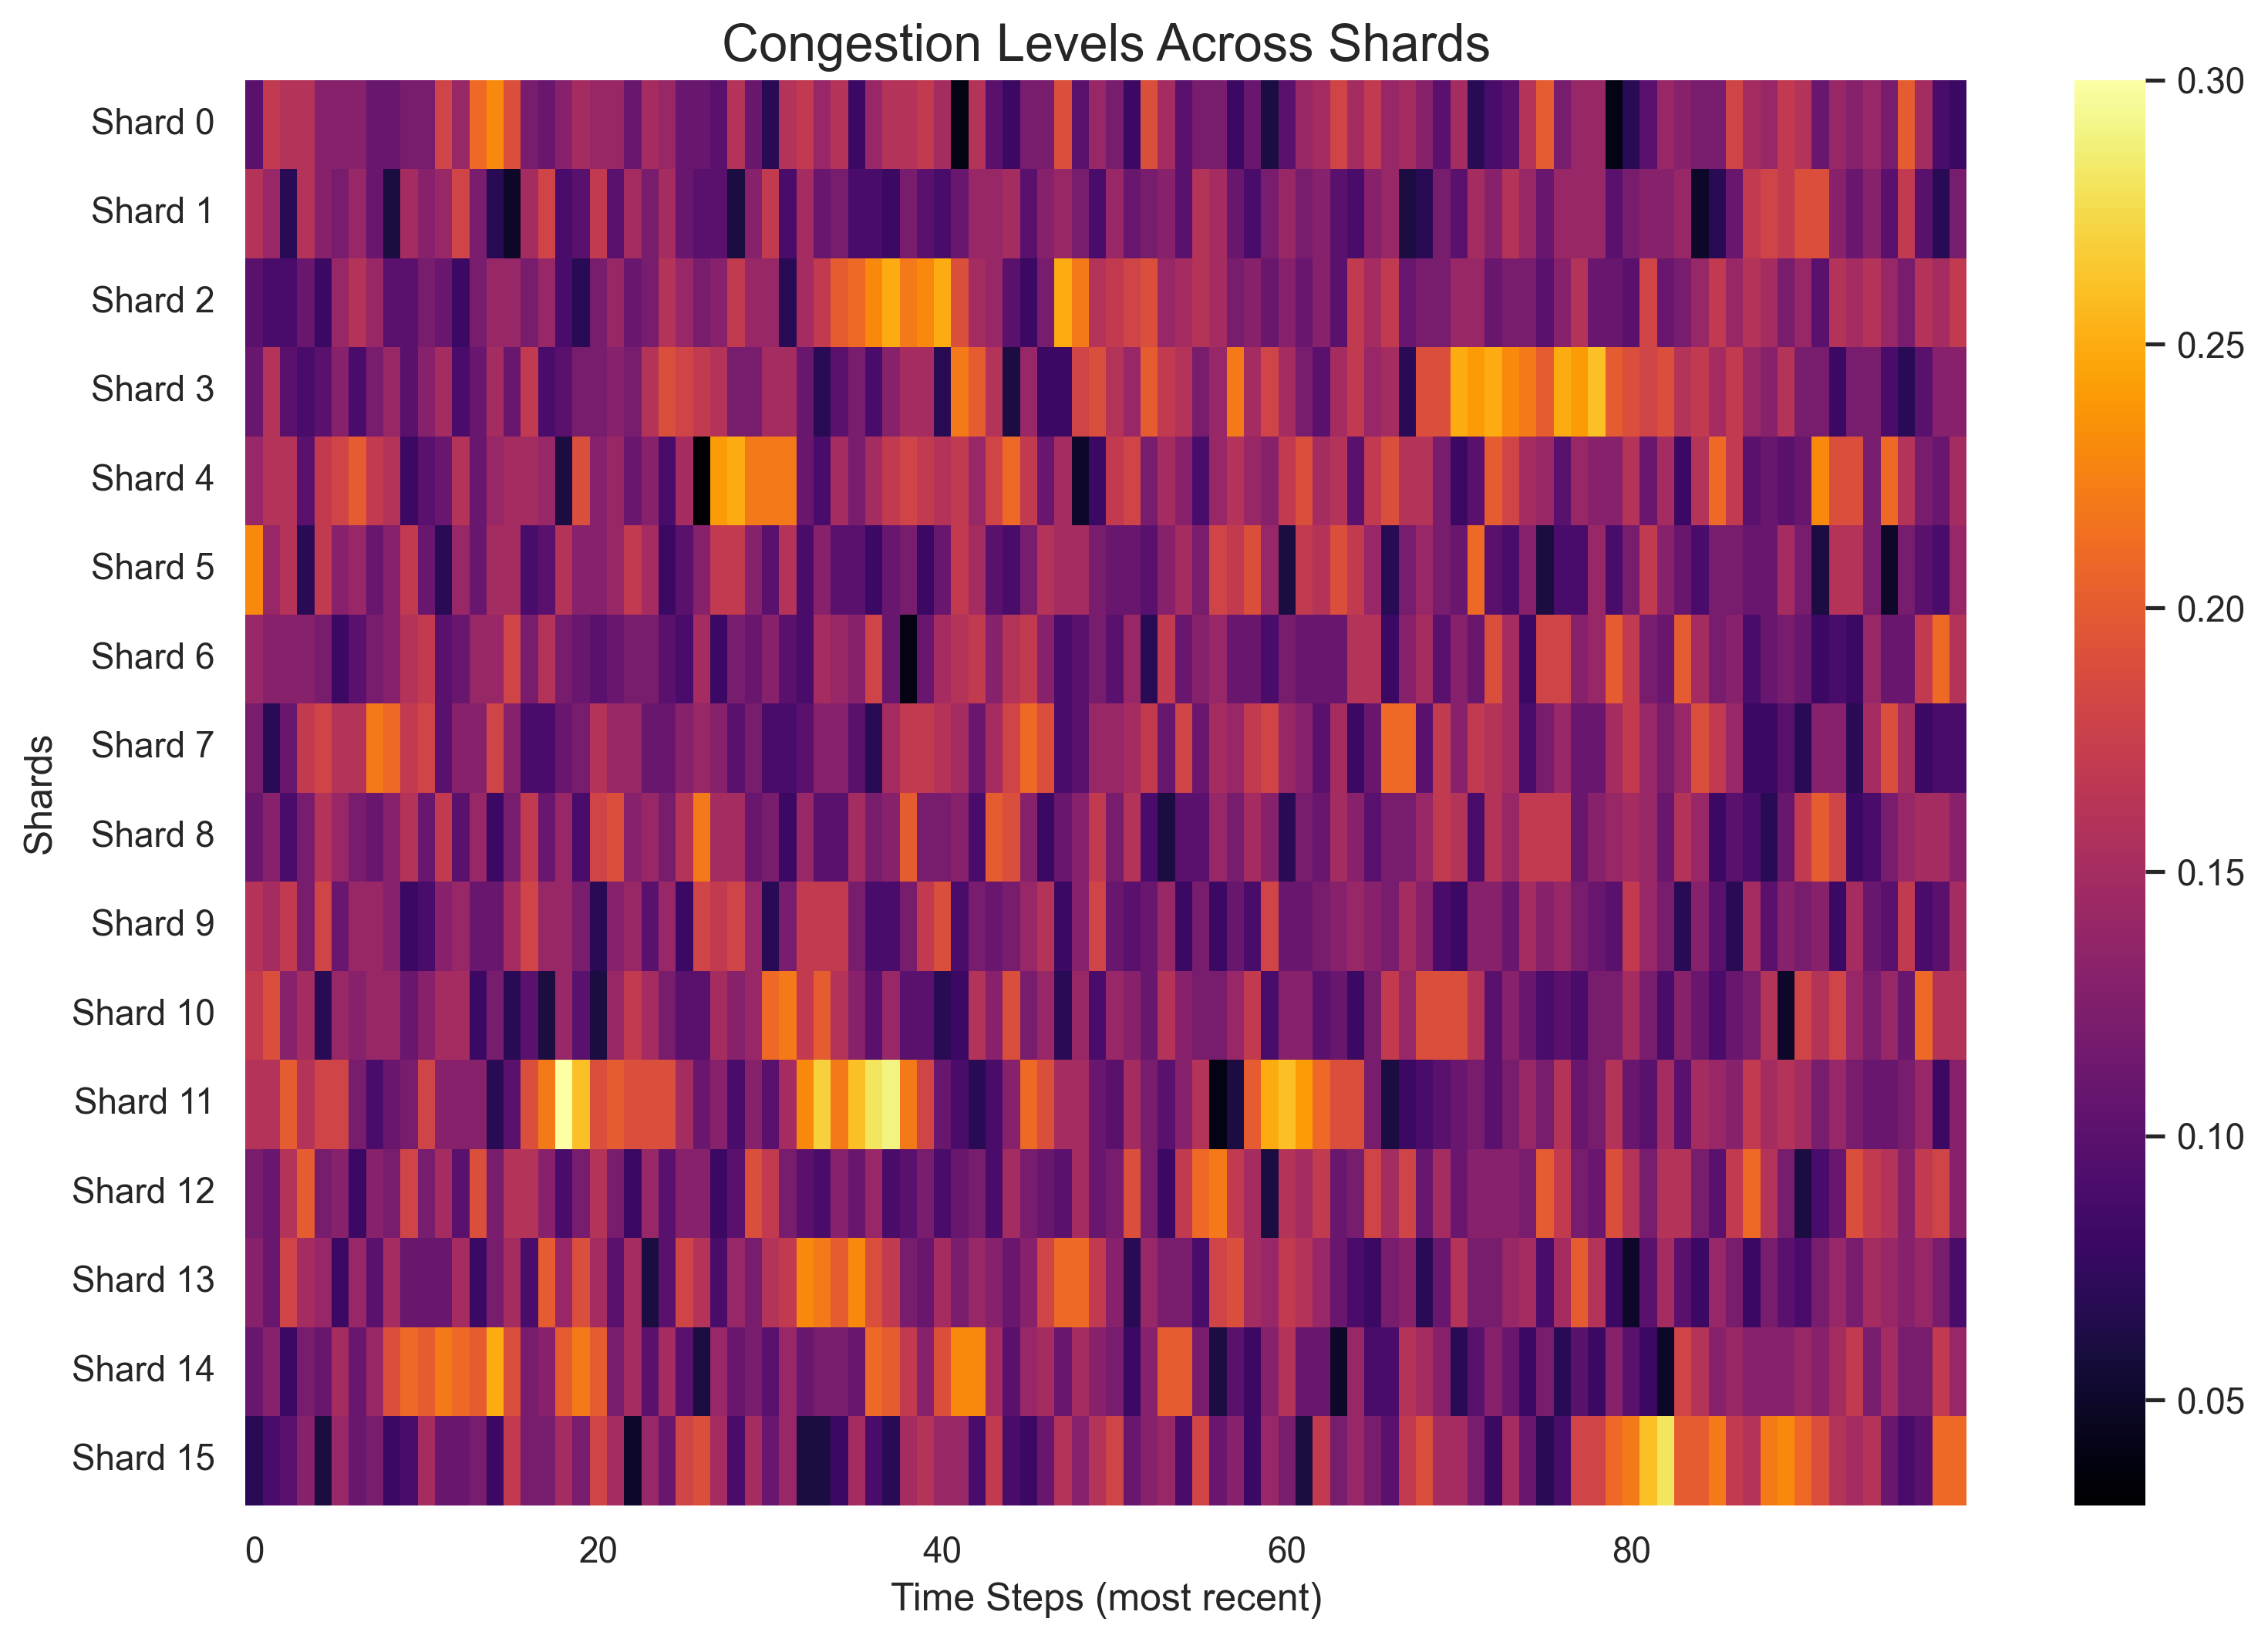 Congestion Levels Across Shards
Shards
Shard 0
Shard 1
Shard 2
Shard 3
Shard 4
Shard 5
Shard 6
Shard 7
Shard 8
Shard 9
Shard 10
Shard 11
Shard 12
Shard 13
Shard 14
Shard 15
0 20 40 60 80
Time Steps (most recent)
0.30
0.25
0.20
0.15
0.10
0.05